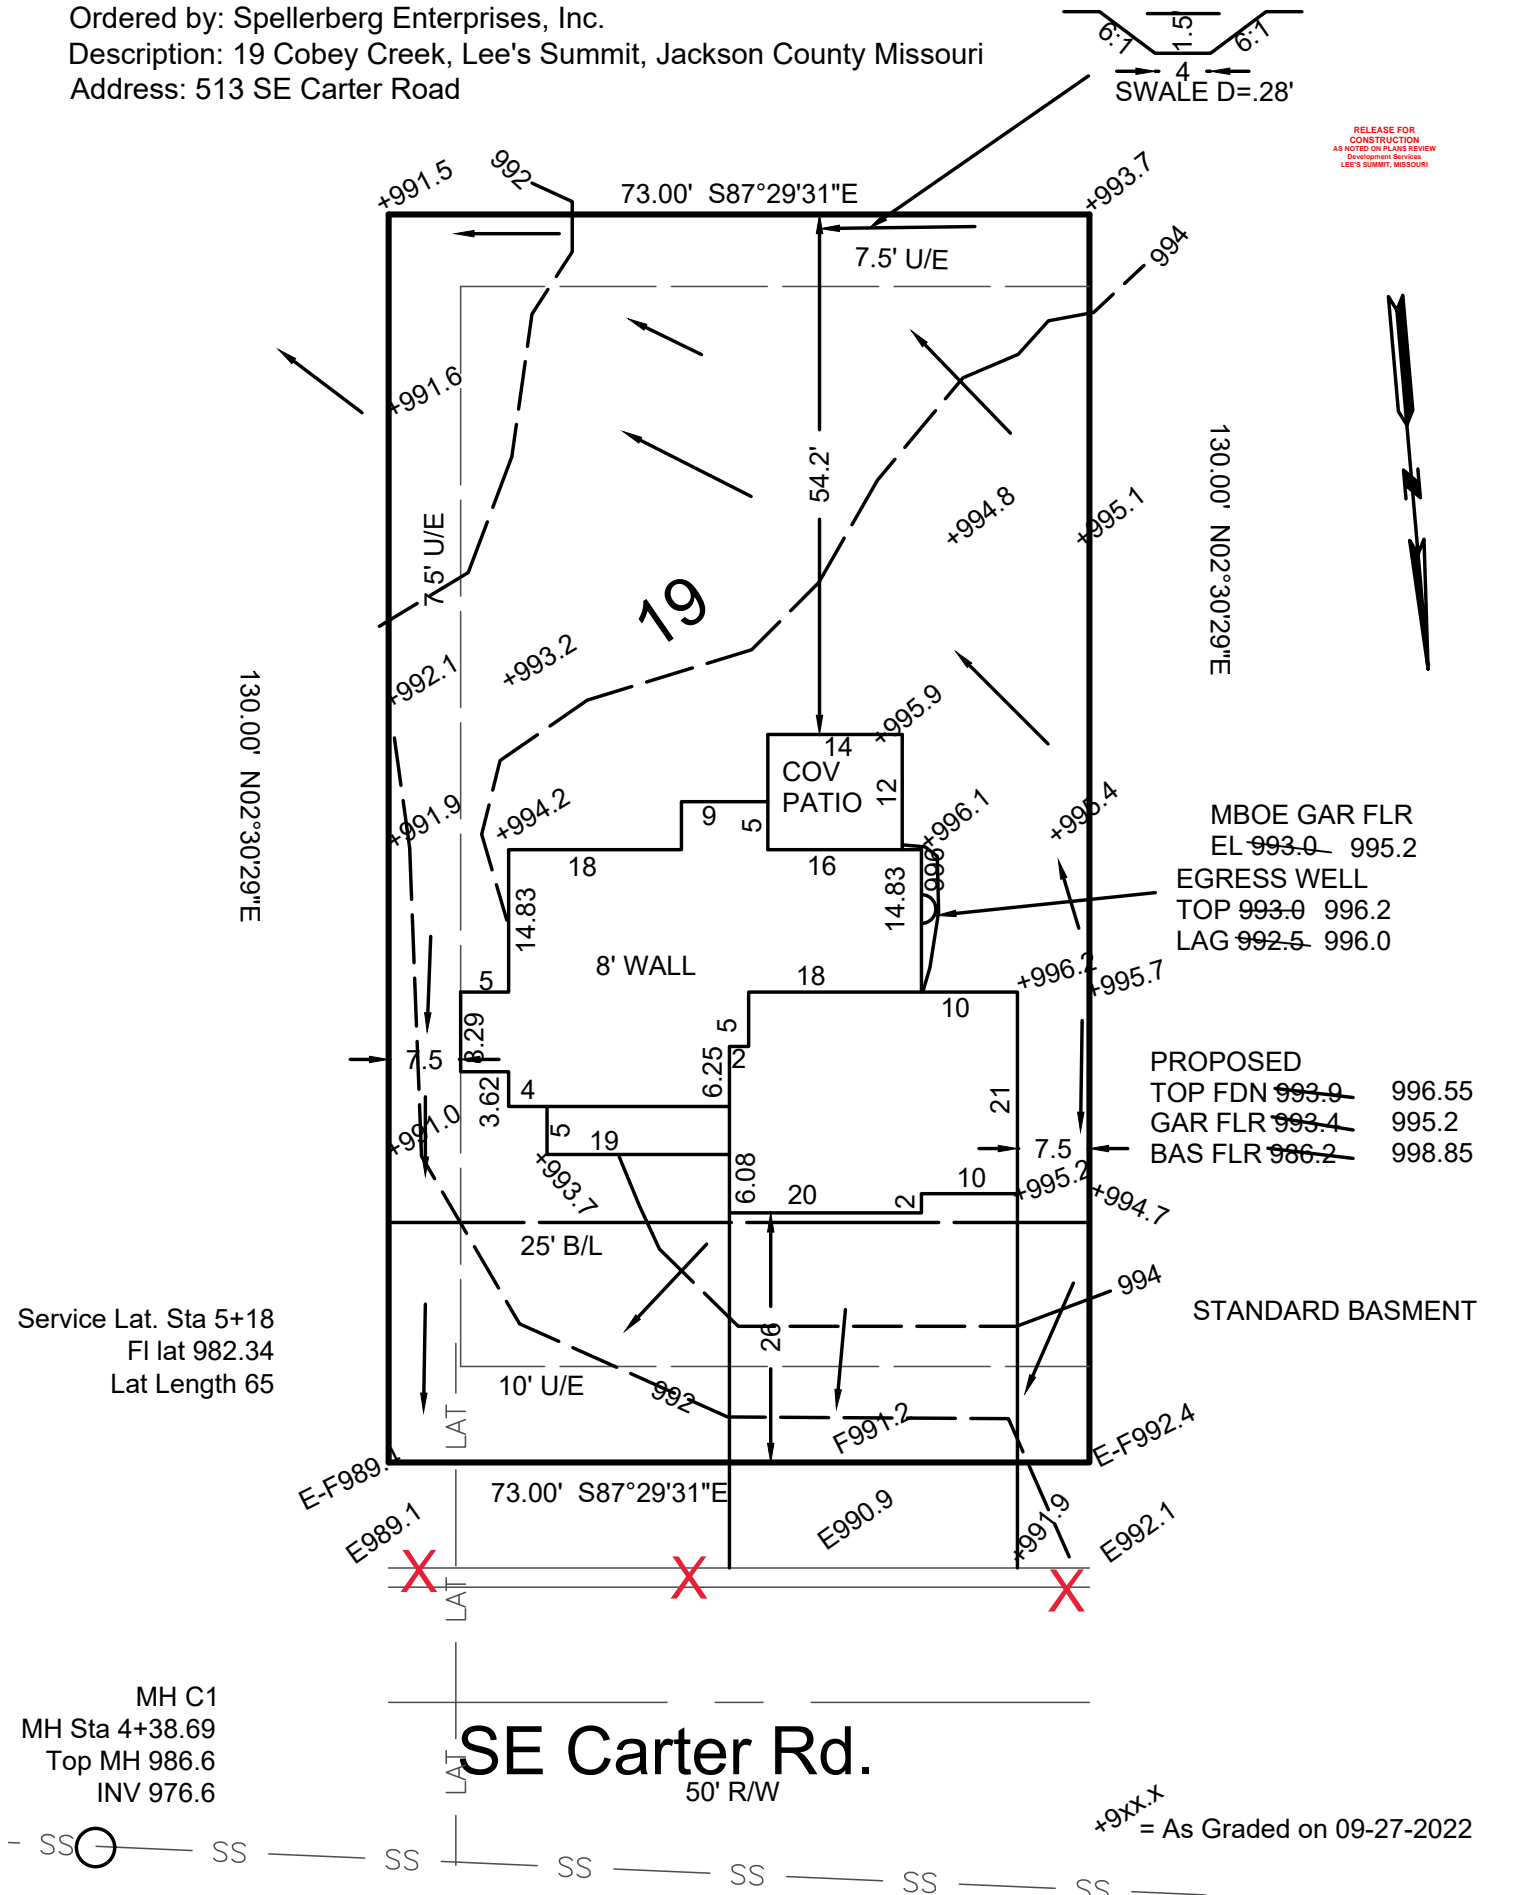 Ordered by: Spellerberg Enterprises, Inc.
Description: 19 Cobey Creek, Lee's Summit, Jackson County Missouri
Address: 513 SE Carter Road
6:1
1.5'
6:1
4
SWALE D=.28'
RELEASE FOR
CONSTRUCTION
AS NOTED ON PLANS REVIEW
Development Services
LEE'S SUMMIT, MISSOURI
+991.5
992
73.00' S87°29'31"E
+993.7
994
7.5' U/E
+991.6
54.2'
N
130.00' N02°30'29"E
+994.8
+995.1
7.5' U/E
19
+992.1
+993.2
130.00' N02°30'29"E
+995.9
14
COV
PATIO
12
+991.9
+994.2
9
5
+996.1
+995.4
MBOE GAR FLR
EL 993.0 995.2
18
16
996
EGRESS WELL
TOP 993.0 996.2
LAG 992.5 996.0
14.83
14.83
8' WALL
5
18
10
+996.2
+995.7
8.29
5
7.5
2
3.62
4
6.25
21
PROPOSED
TOP FDN 993.9 996.55
GAR FLR 993.4 995.2
BAS FLR 986.2 998.85
+991.0
5
19
7.5
+993.7
6.08
20
2
10
+995.2
+994.7
25' B/L
994
STANDARD BASMENT
Service Lat. Sta 5+18
Fl lat 982.34
Lat Length 65
26
10' U/E
992
F991.2
LAT
E-F992.4
E-F989.1
73.00' S87°29'31"E
E989.1
E990.9
+991.9
E992.1
X
X
X
LAT
MH C1
MH Sta 4+38.69
Top MH 986.6
INV 976.6
LAT
SE Carter Rd.
50' R/W
+9xx.x
= As Graded on 09-27-2022
SS
SS
SS
SS
SS
SS
SS